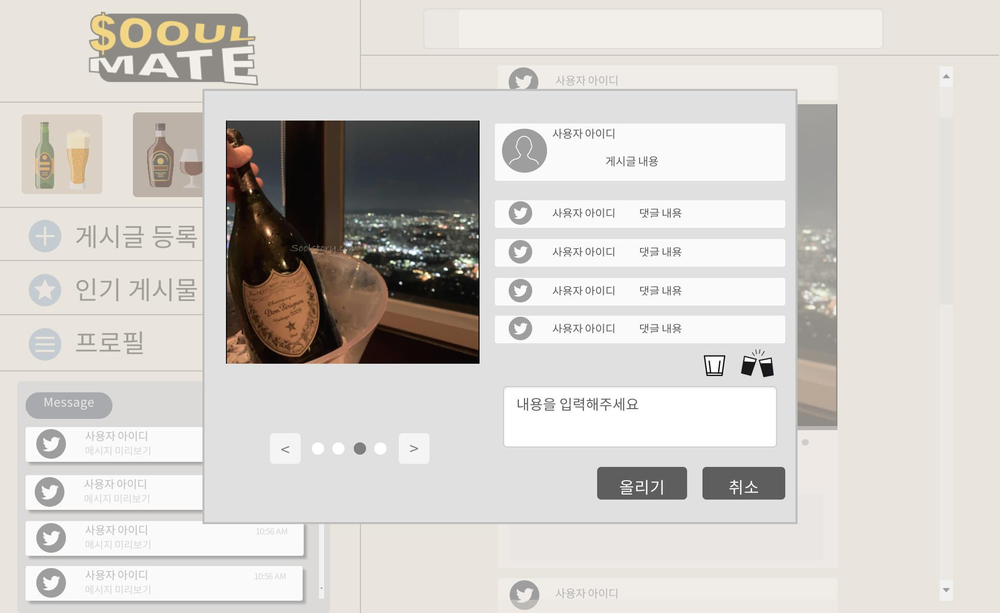 $OOUL
MATE
사용자 아이디
게시글 등록
인기 게시물
프로필
Message
사용자 아이디
메시지 미리보기
사용자 아이디
메시지 미리보기
사용자 아이디
10:56 AM
메시지 미리보기
사용자 아이디
10:56 AM
메시지 미리보기
Soolstory.com
Champagne
Dom Pérignon
Vintage 2009
Brut
<
>
사용자 아이디
게시글 내용
사용자 아이디 댓글 내용
사용자 아이디 댓글 내용
사용자 아이디 댓글 내용
사용자 아이디 댓글 내용
내용을 입력해주세요
올리기
취소
사용자 아이디